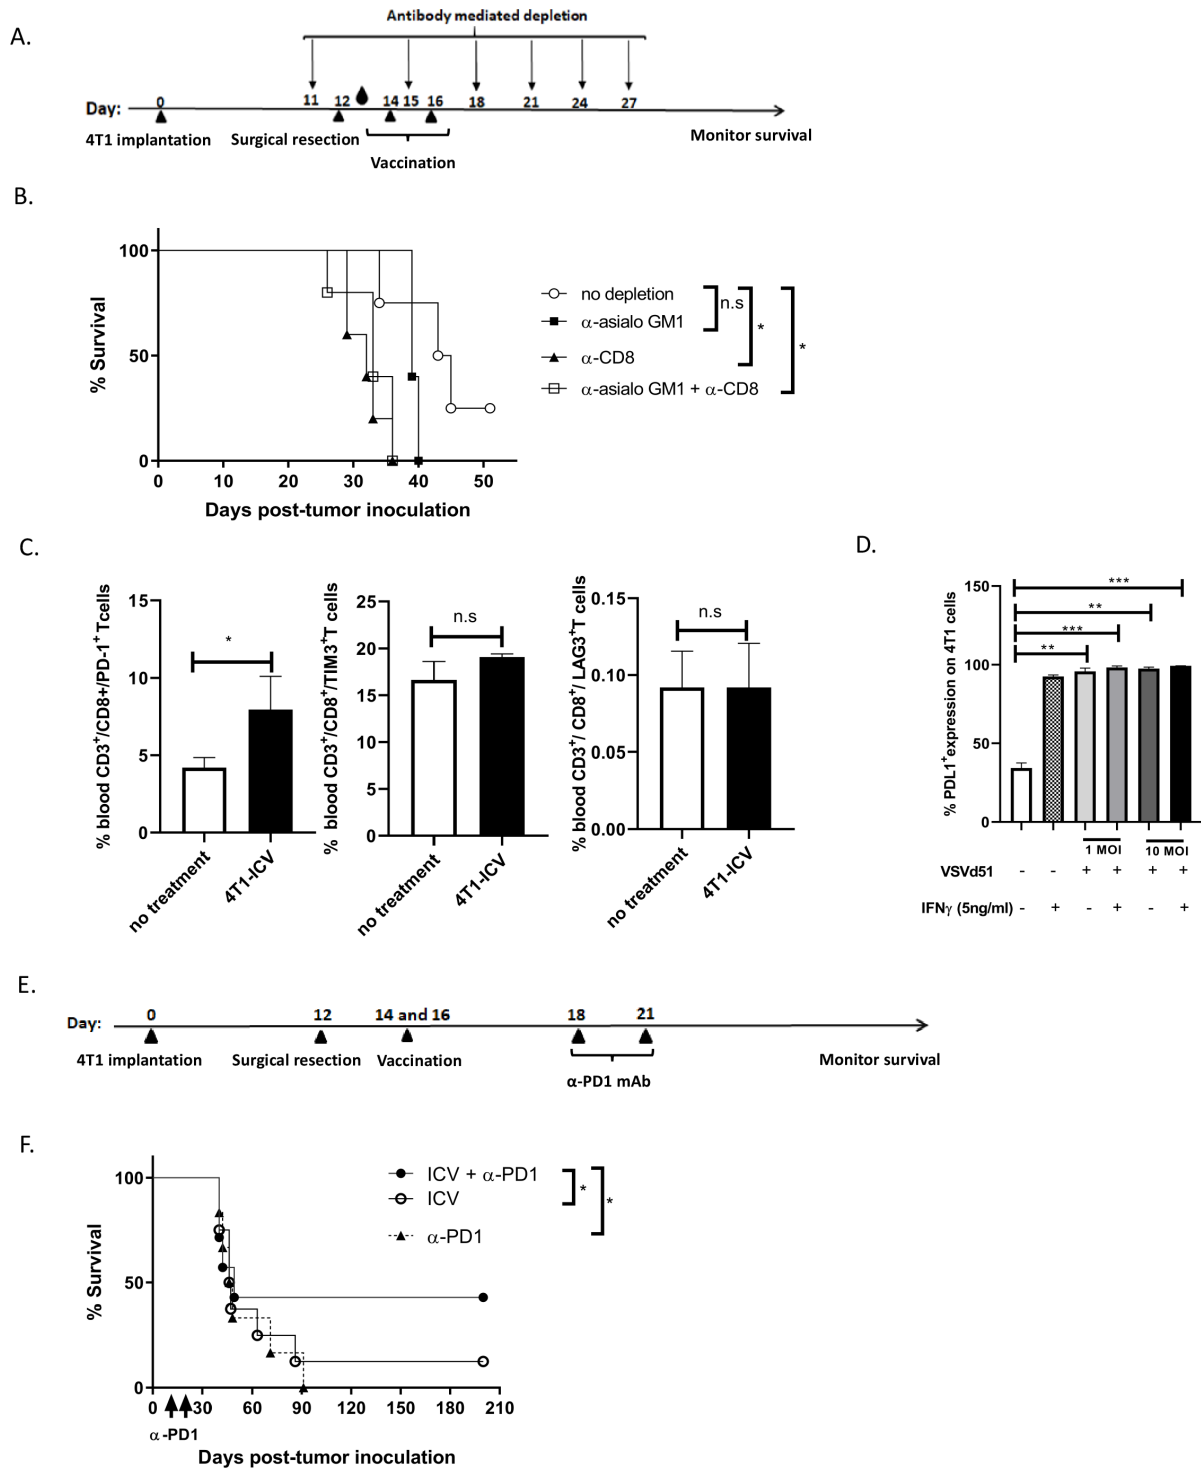 A.
Antibody mediated depletion
Day: 0 11 12 14 15 16 18 21 24 27
4T1 implantation Surgical resection Monitor survival
Vaccination
B.
% Survival
100
50
0
0 10 20 30 40 50
Days post-tumor inoculation
no depletion
α-asialo GM1
α-CD8
α-asialo GM1 + α-CD8
n.s
*
*
C.
% blood CD3+/CD8+/PD-1+ Tcells
15
10
5
0
*
no treatment
4T1-ICV
% blood CD3+/CD8+/TIM3+T cells
25
20
15
10
5
0
n.s
no treatment
4T1-ICV
% blood CD3+/ CD8+/ LAG3+T cells
0.15
0.10
0.05
0.00
n.s
no treatment
4T1-ICV
D.
% PDL1+expression on 4T1 cells
150
100
50
0
***
**
***
**
1 MOI 10 MOI
VSVd51 - - + + + +
IFNγ (5ng/ml) - + - + - +
E.
Day: 0 12 14 and 16 18 21
4T1 implantation Surgical resection Vaccination Monitor survival
α-PD1 mAb
F.
% Survival
100
50
0
0 30 60 90 120 150 180 210
α-PD1
Days post-tumor inoculation
ICV + α-PD1
ICV
α-PD1
*
*